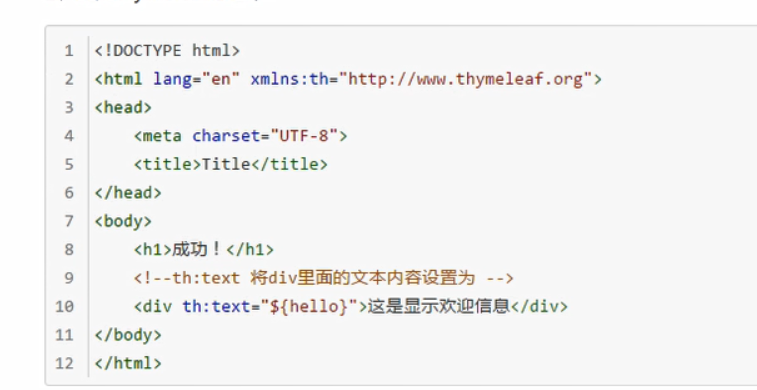 1 <!DOCTYPE html>
2 <html lang="en" xmlns:th="http://www.thymeleaf.org">
3 <head>
4     <meta charset="UTF-8">
5     <title>Title</title>
6 </head>
7 <body>
8     <h1>成功！</h1>
9     <!--th:text 将div里面的文本内容设置为 -->
10     <div th:text="${hello}">这是显示欢迎信息</div>
11 </body>
12 </html>